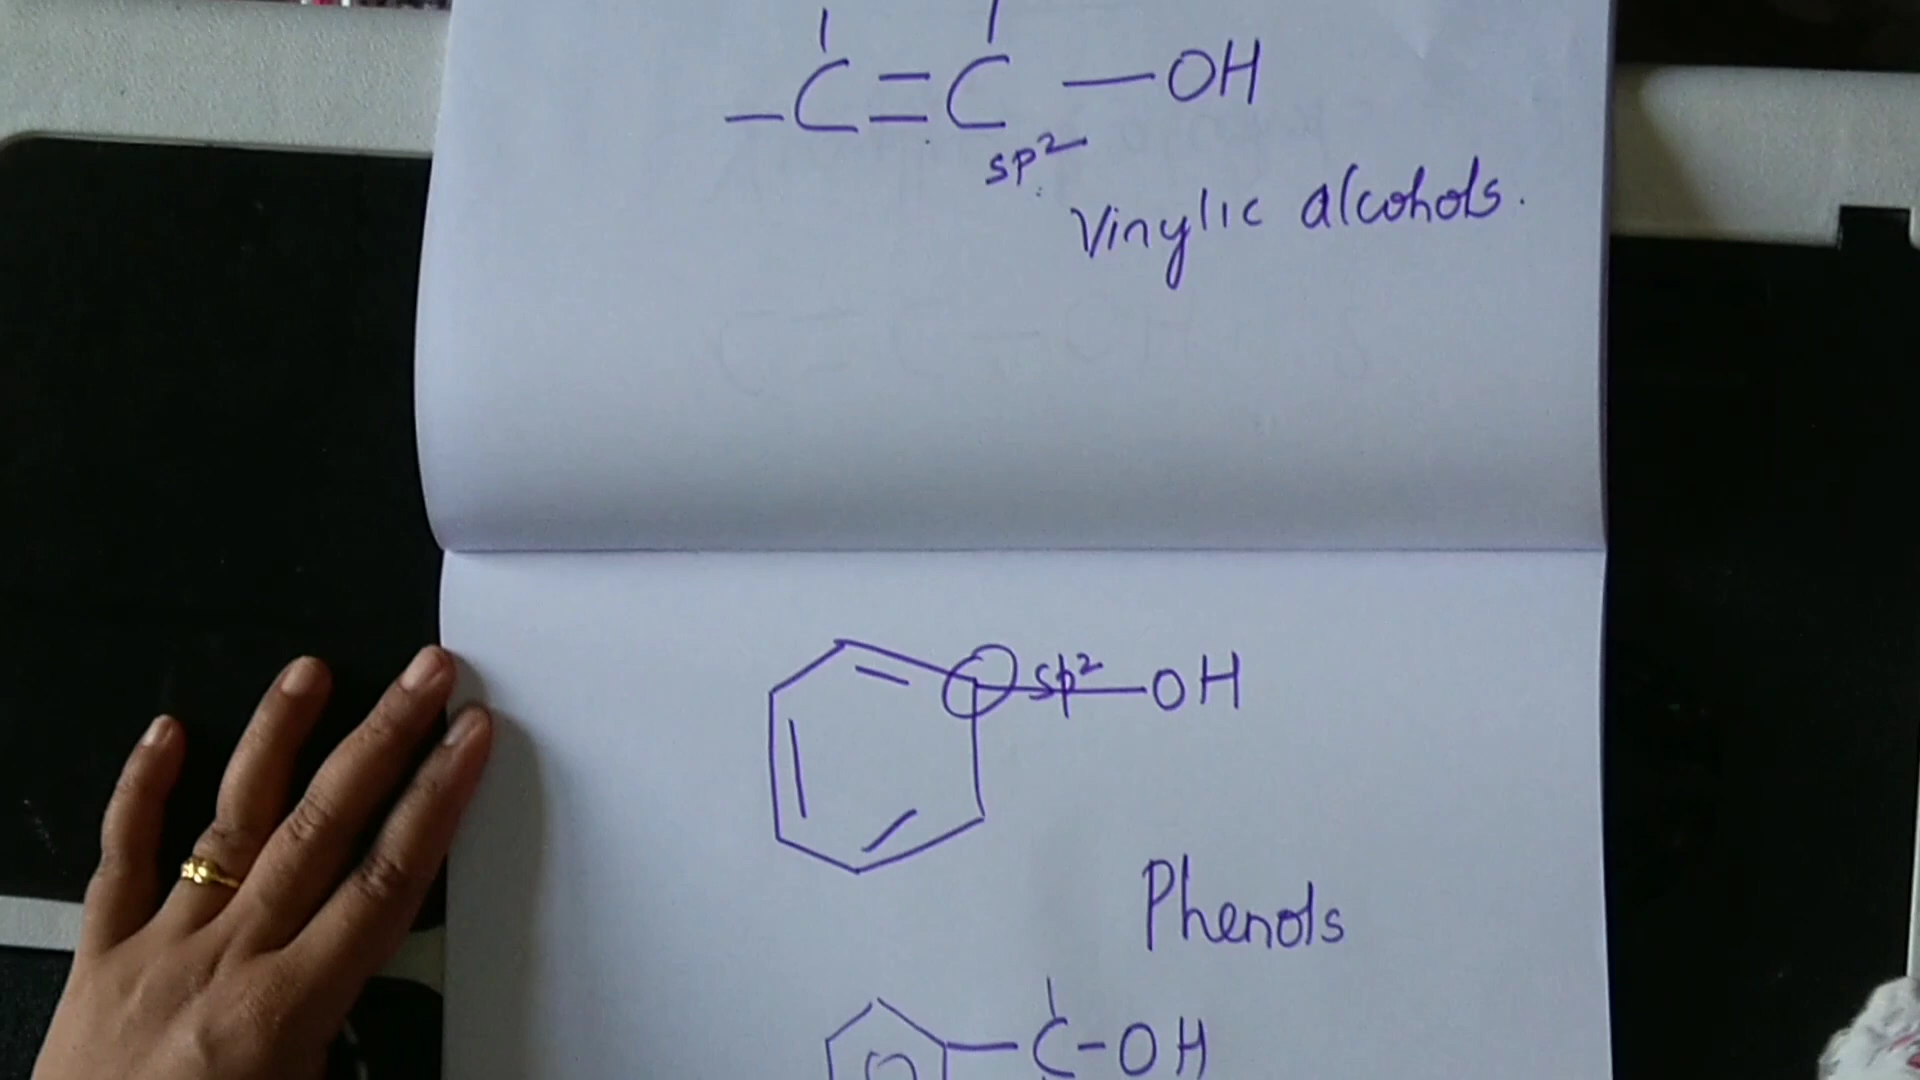 -C=C-OH
sp²
Vinylic alcohols.
sp² OH
Phenols
C-OH